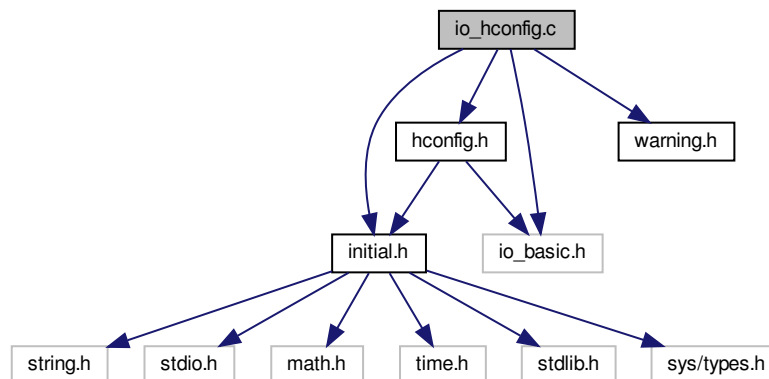 io_hconfig.c
hconfig.h
warning.h
initial.h
io_basic.h
string.h
stdio.h
math.h
time.h
stdlib.h
sys/types.h